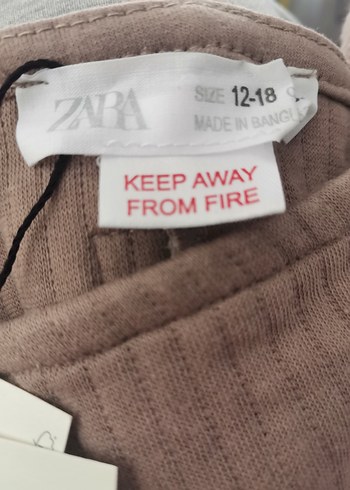 ZARA
SIZE 12-18
MADE IN BANGL
KEEP AWAY
FROM FIRE